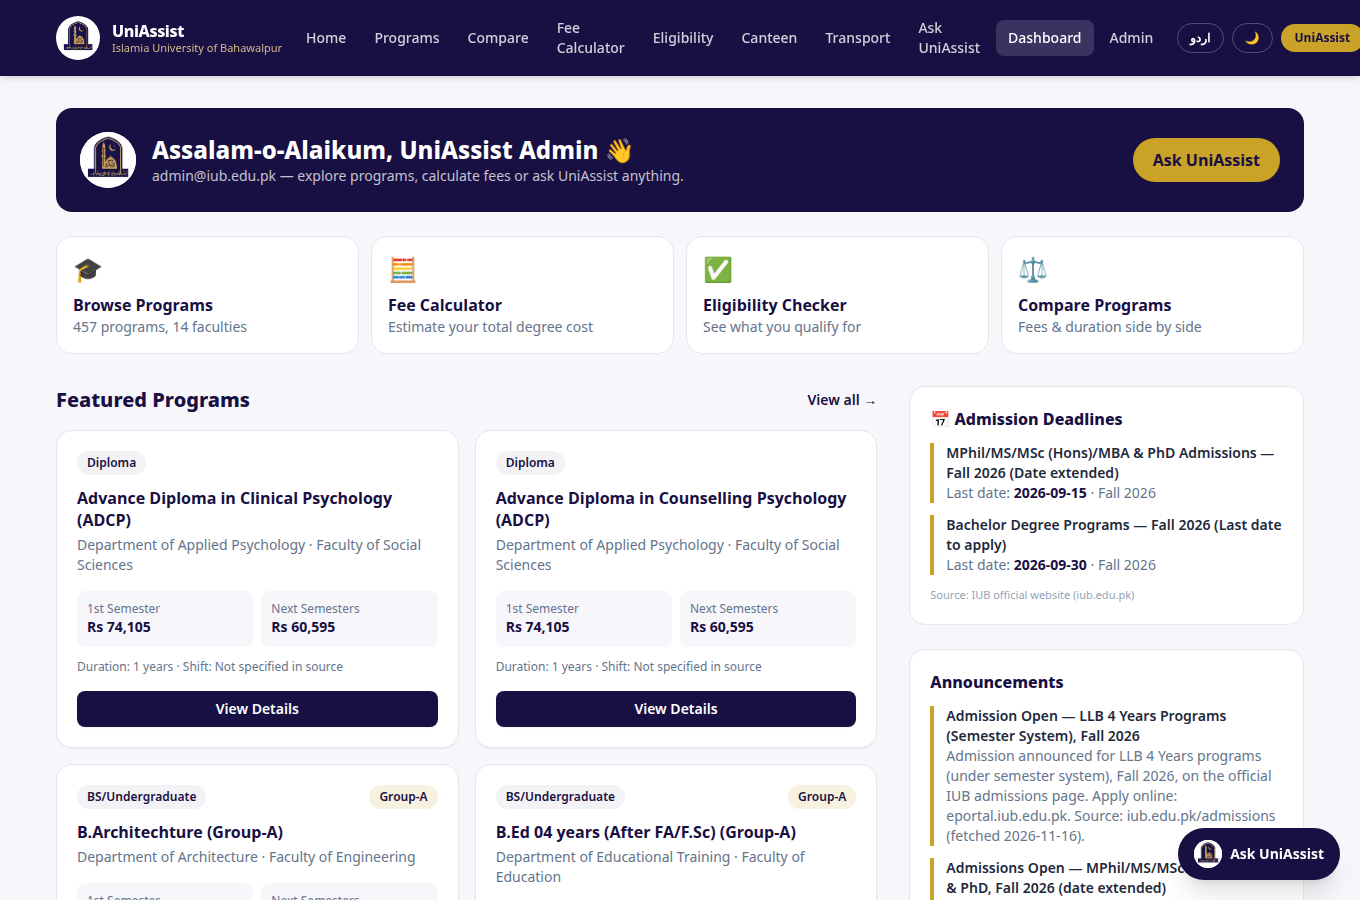 UniAssist
Islamia University of Bahawalpur
Home
Programs
Compare
Fee
Calculator
Eligibility
Canteen
Transport
Ask
UniAssist
Dashboard
Admin
اردو
UniAssist
Assalam-o-Alaikum, UniAssist Admin 👋
admin@iub.edu.pk — explore programs, calculate fees or ask UniAssist anything.
Ask UniAssist
Browse Programs
457 programs, 14 faculties
Fee Calculator
Estimate your total degree cost
Eligibility Checker
See what you qualify for
Compare Programs
Fees & duration side by side
Featured Programs
View all →
Diploma
Advance Diploma in Clinical Psychology
(ADCP)
Department of Applied Psychology · Faculty of Social
Sciences
1st Semester
Rs 74,105
Next Semesters
Rs 60,595
Duration: 1 years · Shift: Not specified in source
View Details
Diploma
Advance Diploma in Counselling Psychology
(ADCP)
Department of Applied Psychology · Faculty of Social
Sciences
1st Semester
Rs 74,105
Next Semesters
Rs 60,595
Duration: 1 years · Shift: Not specified in source
View Details
BS/Undergraduate
Group-A
B.Architechture (Group-A)
Department of Architecture · Faculty of Engineering
1st Semester
Next Semesters
BS/Undergraduate
Group-A
B.Ed 04 years (After FA/F.Sc) (Group-A)
Department of Educational Training · Faculty of
Education
📅 Admission Deadlines
MPhil/MS/MSc (Hons)/MBA & PhD Admissions —
Fall 2026 (Date extended)
Last date: 2026-09-15 · Fall 2026
Bachelor Degree Programs — Fall 2026 (Last date
to apply)
Last date: 2026-09-30 · Fall 2026
Source: IUB official website (iub.edu.pk)
Announcements
Admission Open — LLB 4 Years Programs
(Semester System), Fall 2026
Admission announced for LLB 4 Years programs
(under semester system), Fall 2026, on the official
IUB admissions page. Apply online:
eportal.iub.edu.pk. Source: iub.edu.pk/admissions
(fetched 2026-11-16).
Admissions Open — MPhil/MS/MSc
& PhD, Fall 2026 (date extended)
Ask UniAssist